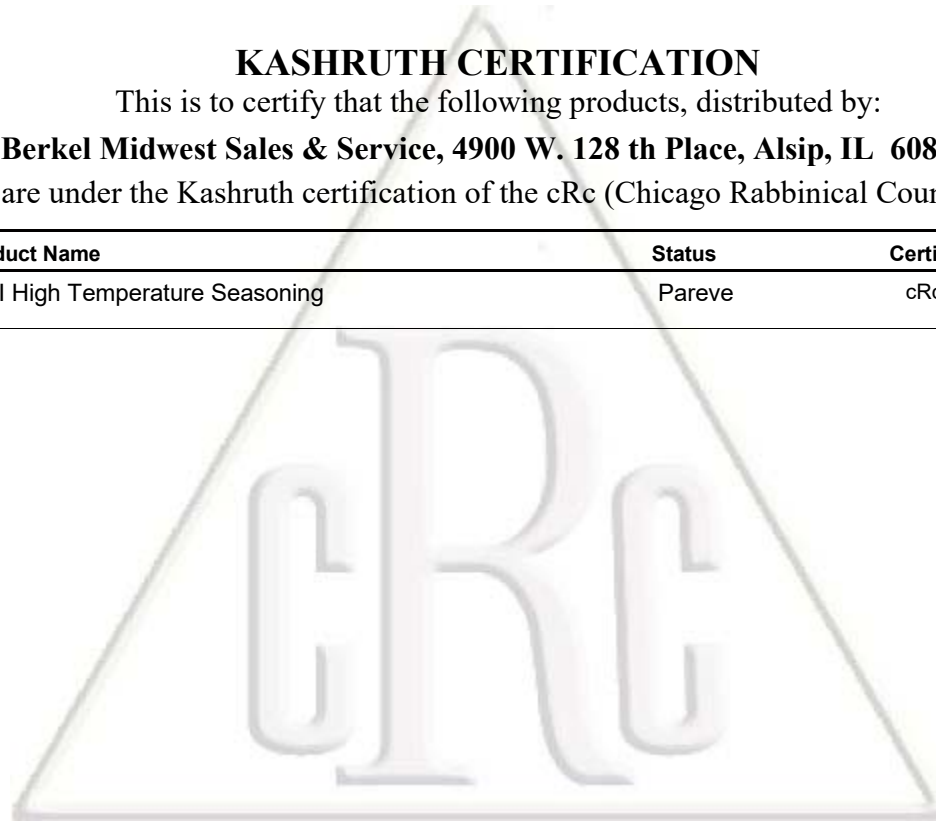 KASHRUTH CERTIFICATION
This is to certify that the following products, distributed by:
Berkel Midwest Sales & Service, 4900 W. 128 th Place, Alsip, IL
are under the Kashruth certification of the cRc (Chicago Rabbinical
Name Status
High Temperature Seasoning Pareve
cRc